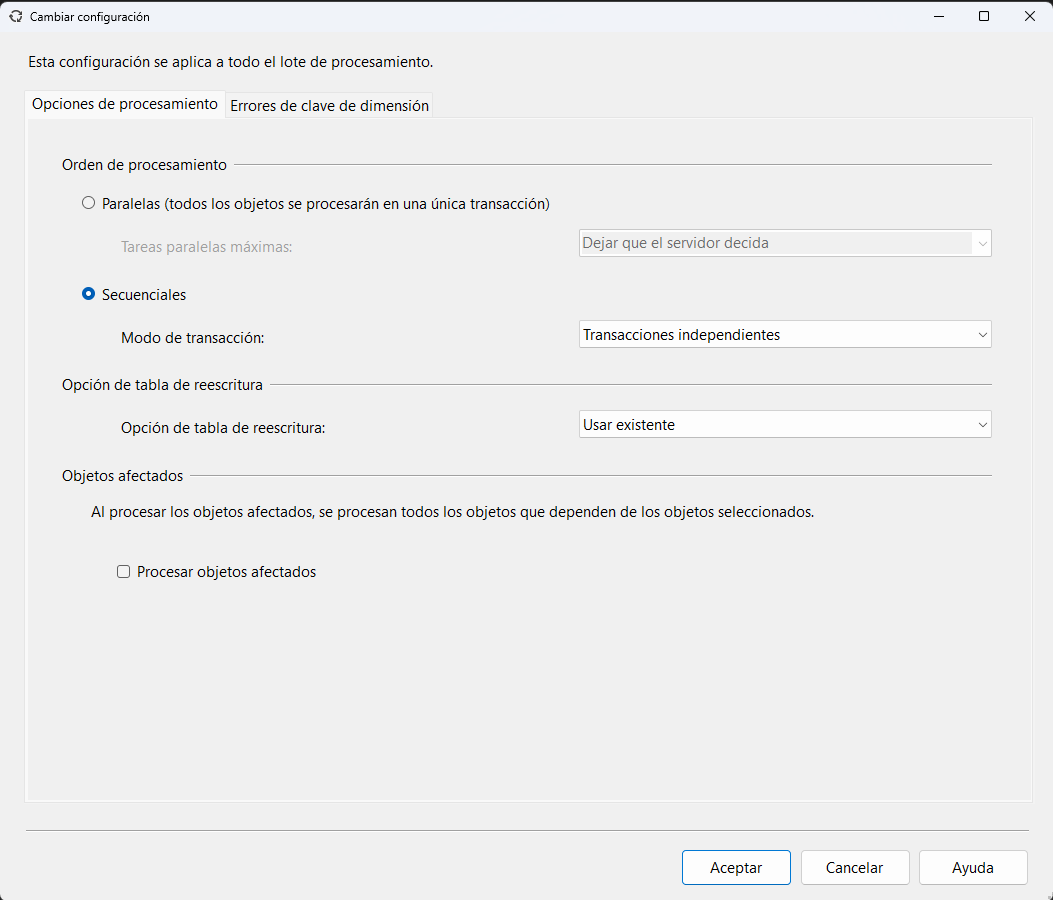 Cambiar configuración
Esta configuración se aplica a todo el lote de procesamiento.
Opciones de procesamiento Errores de clave de dimensión
Orden de procesamiento
Paralelas (todos los objetos se procesarán en una única transacción)
Tareas paralelas máximas: Dejar que el servidor decida
Secuenciales
Modo de transacción: Transacciones independientes
Opción de tabla de reescritura
Opción de tabla de reescritura: Usar existente
Objetos afectados
Al procesar los objetos afectados, se procesan todos los objetos que dependen de los objetos seleccionados.
Procesar objetos afectados
Aceptar Cancelar Ayuda